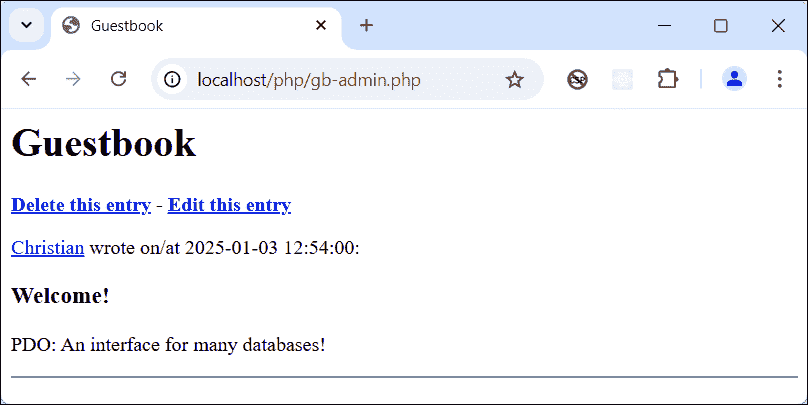 Guestbook
localhost/php/gb-admin.php
Guestbook
Delete this entry - Edit this entry
Christian wrote on/at 2025-01-03 12:54:00:
Welcome!
PDO: An interface for many databases!